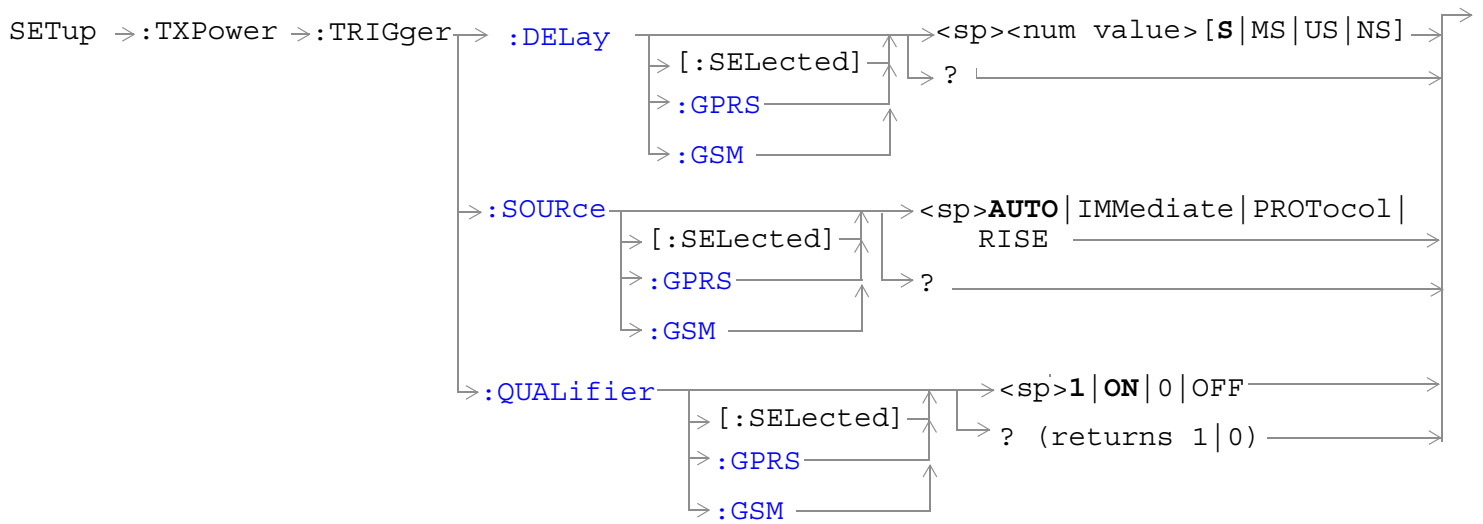 SETup :TXPower :TRIGger :DELay <sp><num value>[S|MS|US|NS]
[:SELected]
?
:GPRS
:GSM
:SOURce <sp>AUTO|IMMediate|PROTocol|
RISE
[:SELected]
:GPRS
?
:GSM
:QUALifier <sp>1|ON|0|OFF
[:SELected]
? (returns 1|0)
:GPRS
:GSM